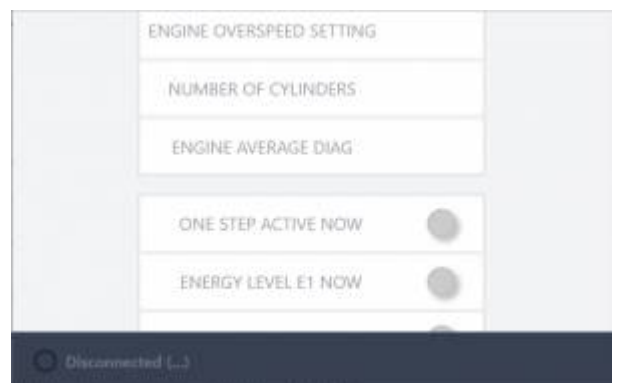 ENGINE OVERSPEED SETTING
NUMBER OF CYLINDERS
ENGINE AVERAGE DIAG
ONE STEP ACTIVE NOW
ENERGY LEVEL E1 NOW
Disconnected (...)